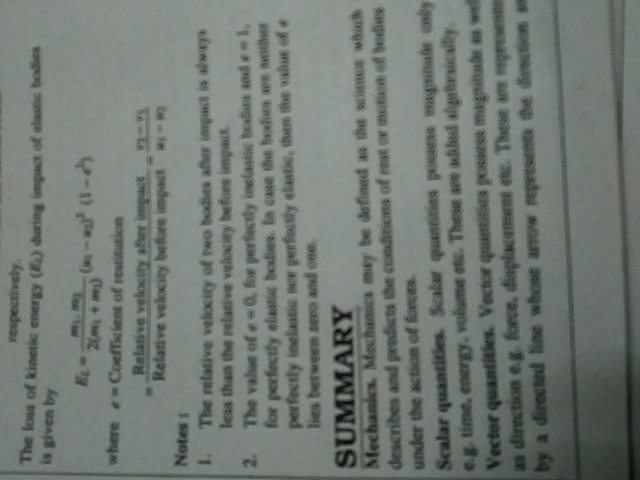 respectively.
The loss of kinetic energy (E_L) during impact of elastic bodies
is given by
E_L = m₁ . m₂ / 2(m₁ + m₂) (u₁ − u₂)² (1 − e²)
where e = Coefficient of restitution
= Relative velocity after impact / Relative velocity before impact = v₂ − v₁ / u₁ − u₂
Notes :
1. The relative velocity of two bodies after impact is always
less than the relative velocity before impact.
2. The value of e = 0, for perfectly inelastic bodies and e = 1,
for perfectly elastic bodies. In case the bodies are neither
perfectly inelastic nor perfectly elastic, then the value of e
lies between zero and one.
SUMMARY
Mechanics. Mechanics may be defined as the science which
describes and predicts the conditions of rest or motion of bodies
under the action of forces.
Scalar quantities. Scalar quantities possess magnitude only
e.g. time, energy, volume etc. These are added algebraically.
Vector quantities. Vector quantities possess magnitude as
as direction e.g. force, displacement etc. These are
by a directed line whose arrow represents the direction